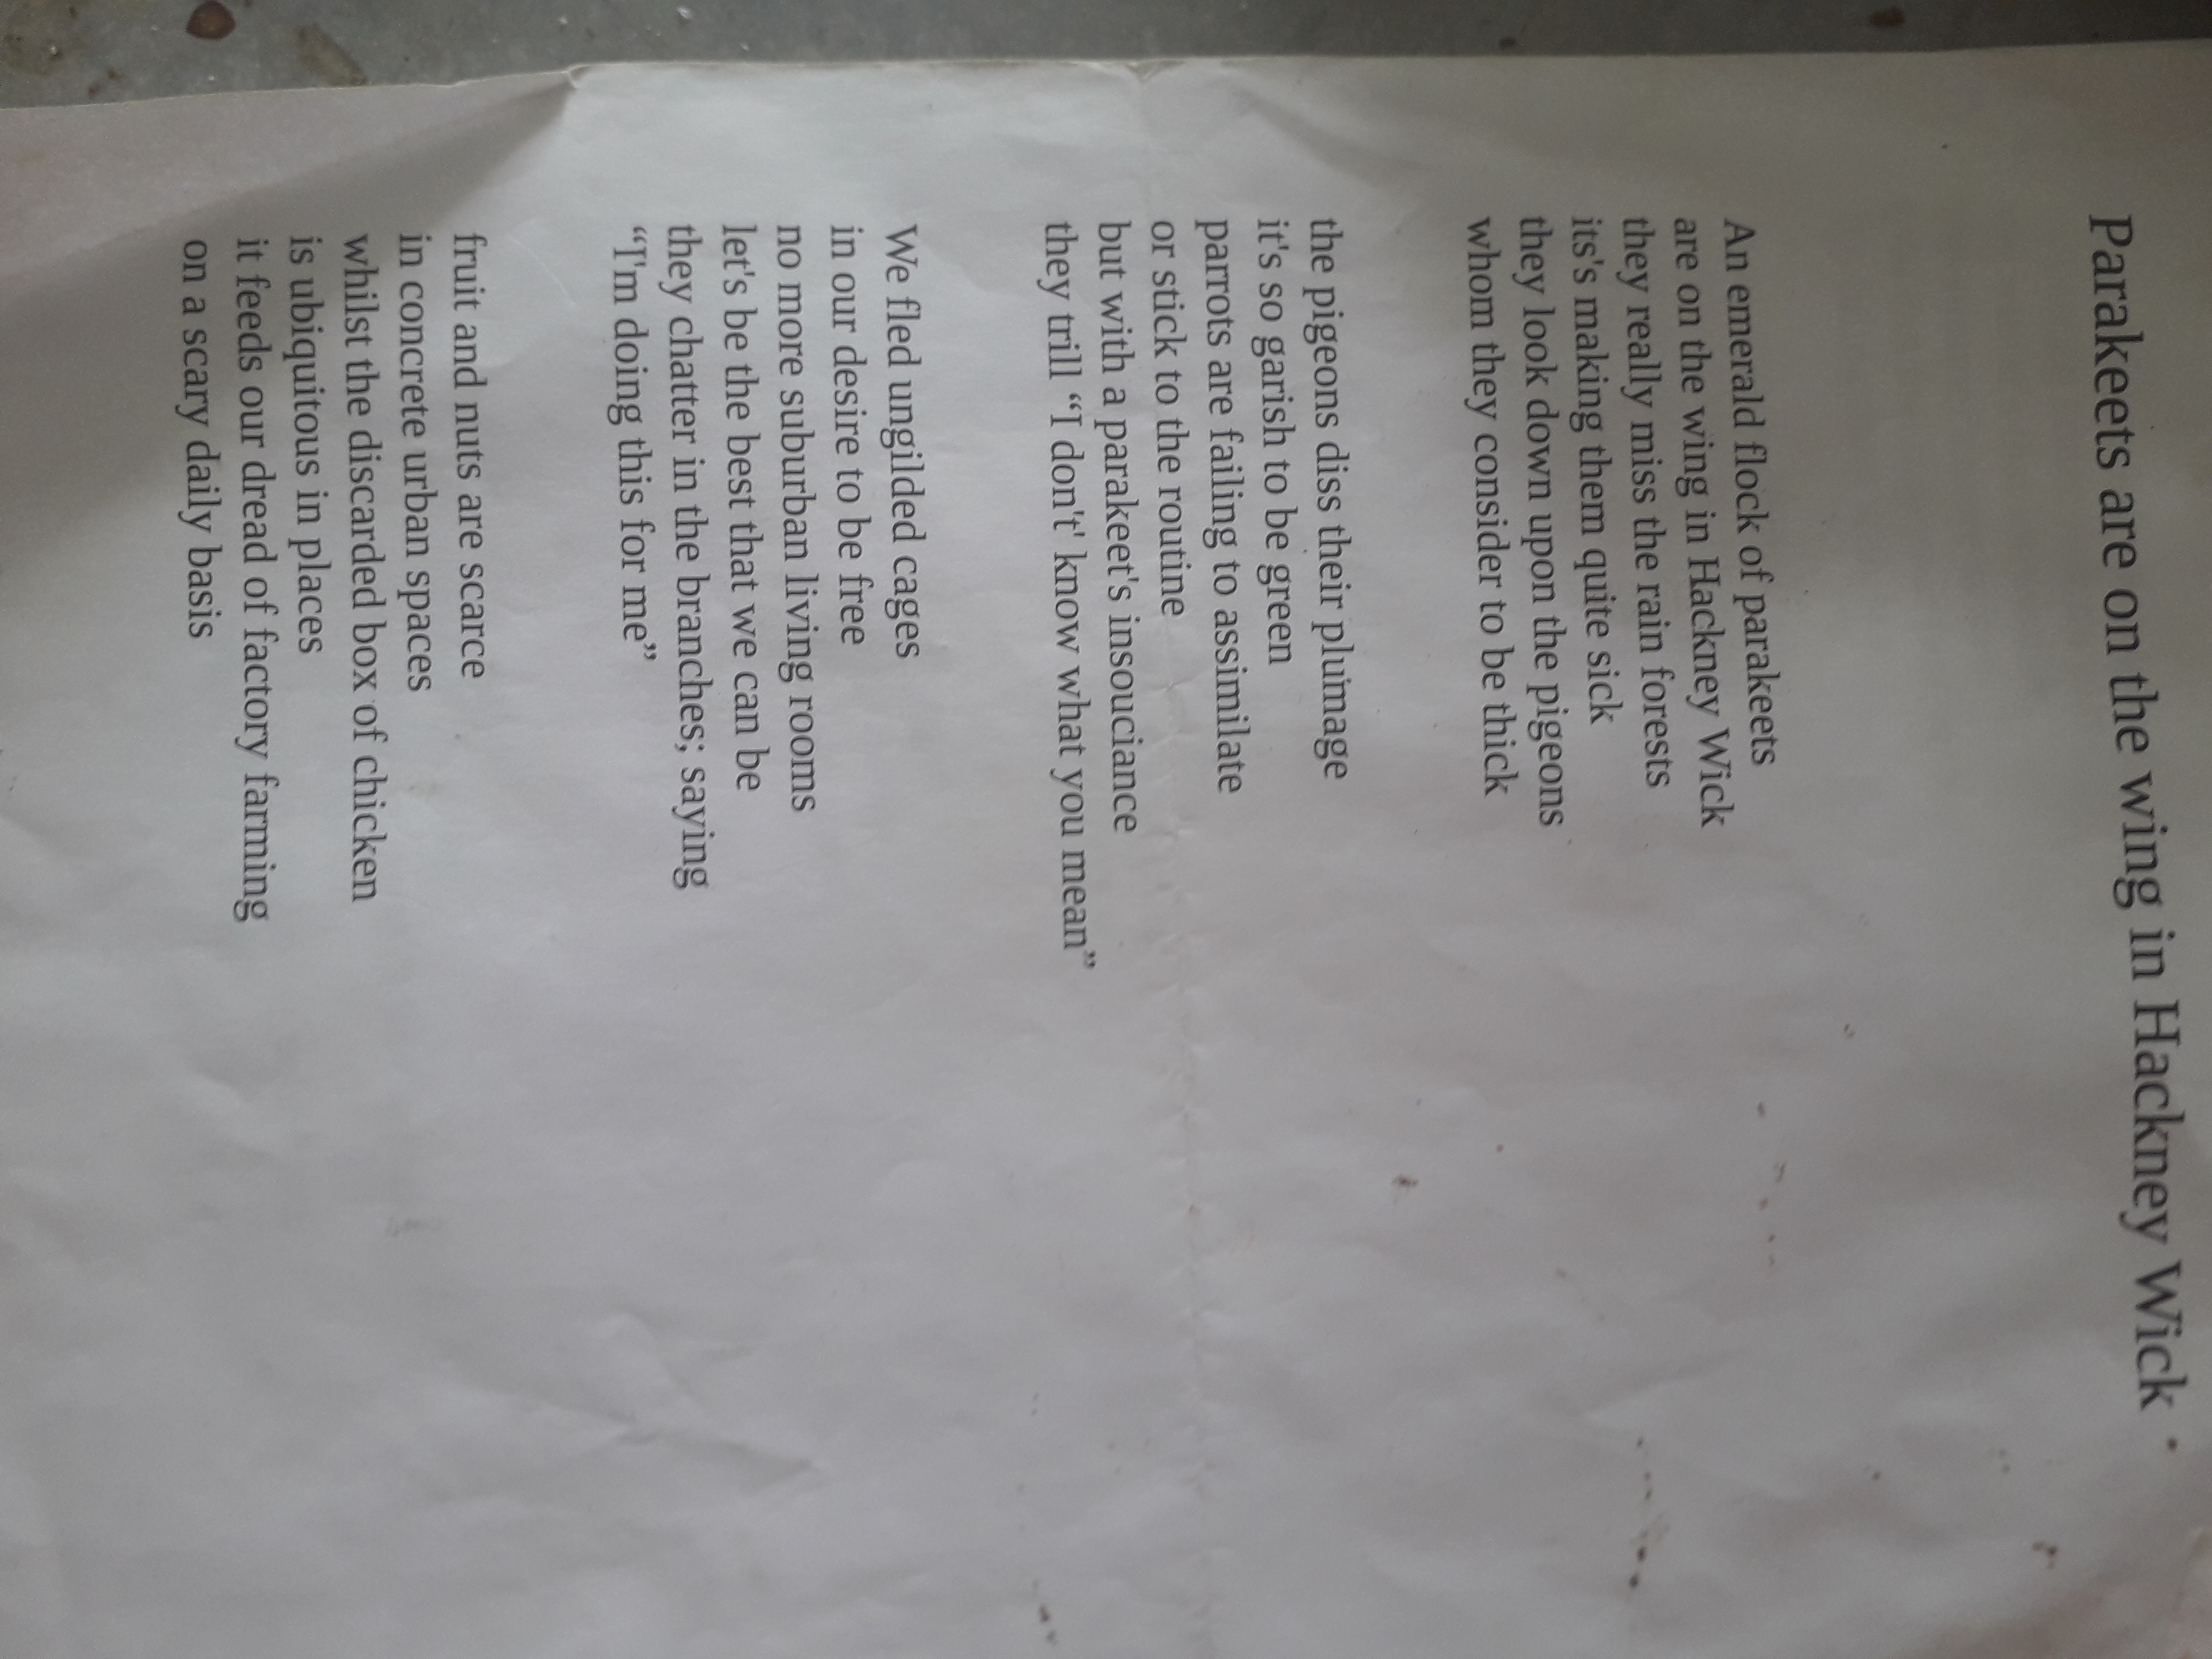 Parakeets are on the wing in Hackney Wick
An emerald flock of parakeets
are on the wing in Hackney Wick
they really miss the rain forests
its's making them quite sick
they look down upon the pigeons
whom they consider to be thick
the pigeons diss their plumage
it's so garish to be green
parrots are failing to assimilate
or stick to the routine
but with a parakeet's insouciance
they trill “I don't' know what you mean”
We fled ungilded cages
in our desire to be free
no more suburban living rooms
let's be the best that we can be
they chatter in the branches; saying
“I'm doing this for me”
fruit and nuts are scarce
in concrete urban spaces
whilst the discarded box of chicken
is ubiquitous in places
it feeds our dread of factory farming
on a scary daily basis